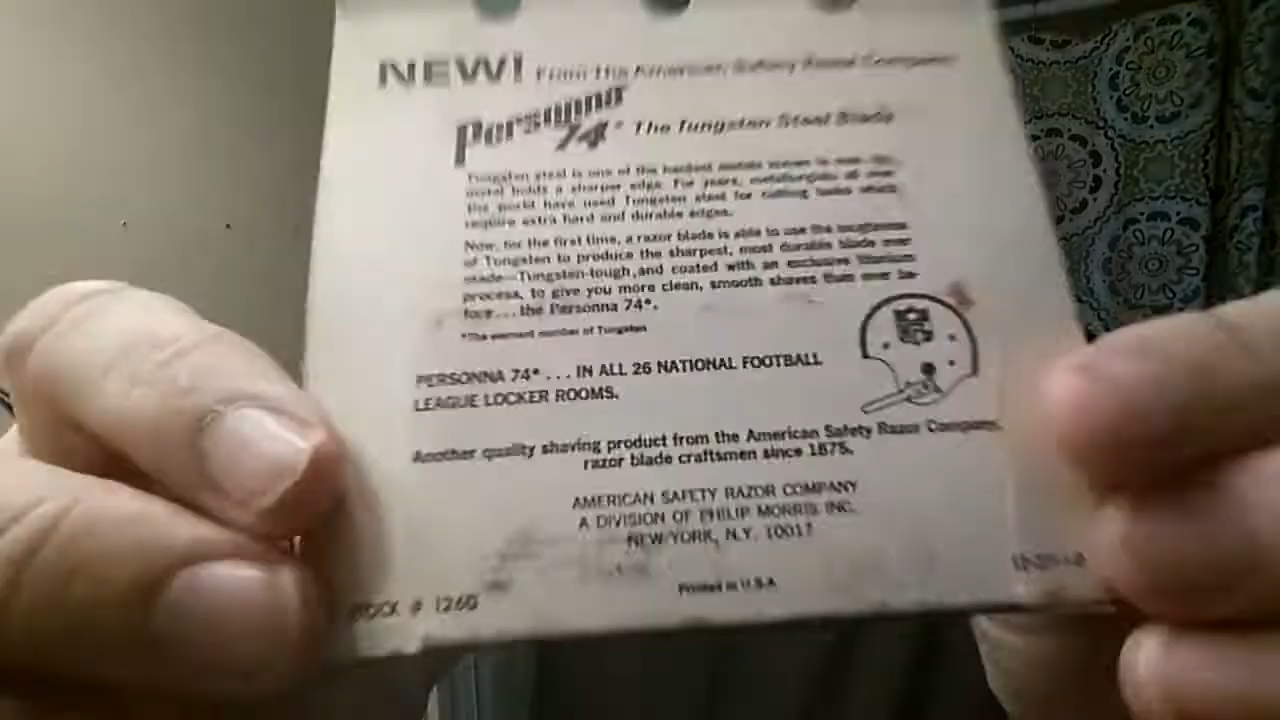 NEW! From The American Safety Razor Company
Personna
74* The Tungsten Steel Blade
Tungsten steel is one of the hardest metals known to man. No
metal holds a sharper edge. For years, metallurgists all over
the world have used Tungsten steel for cutting tools which
require extra hard and durable edges.
Now, for the first time, a razor blade is able to use the toughness
of Tungsten to produce the sharpest, most durable blade ever
made—Tungsten-tough, and coated with an exclusive titanium
process, to give you more clean, smooth shaves than ever be-
fore... the Personna 74*.
*The element number of Tungsten
PERSONNA 74* . . . IN ALL 26 NATIONAL FOOTBALL
LEAGUE LOCKER ROOMS.
NFL
Another quality shaving product from the American Safety Razor Company,
razor blade craftsmen since 1875.
AMERICAN SAFETY RAZOR COMPANY
A DIVISION OF PHILIP MORRIS INC.
NEW YORK, N.Y. 10017
Printed in U.S.A.
STOCK # 1260